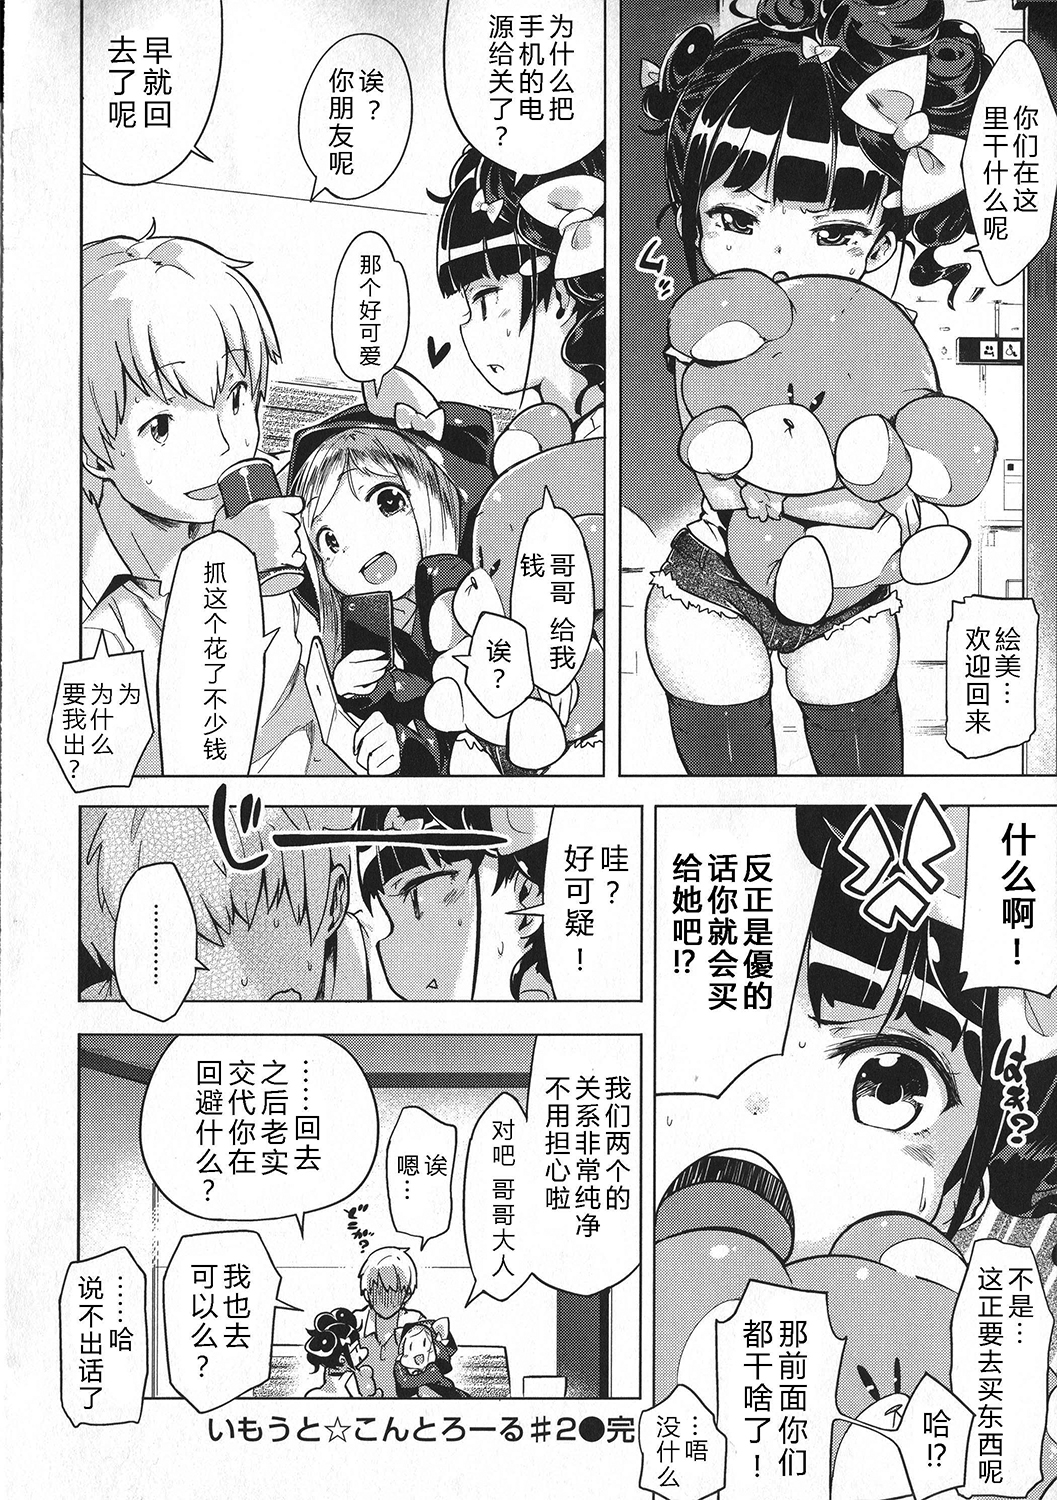 你们在这
里干什么呢
絵美…
欢迎回来
为什么把
手机的电
源给关了？
诶？
你朋友呢
早就回
去了呢
那个好可爱
哥哥 给我
钱
诶？
抓这个花了不少钱
为
为什么
要我出？
什么啊！
反正是優的
话你就会买
给她吧!?
はぁ!?
不是…
这正要去买东西呢
哈!?
那前面你们
都干啥了！
…唔
没什么
哇？
好可疑！
じ
…………
我们两个的
关系非常纯净
不用担心啦
对吧 哥哥大人
诶
嗯…
……回去
之后老实
交代你在
回避什么？
どこが?
我也去
可以么？
……哈
说不出话了
いもうと☆こんとろーる♯2●完